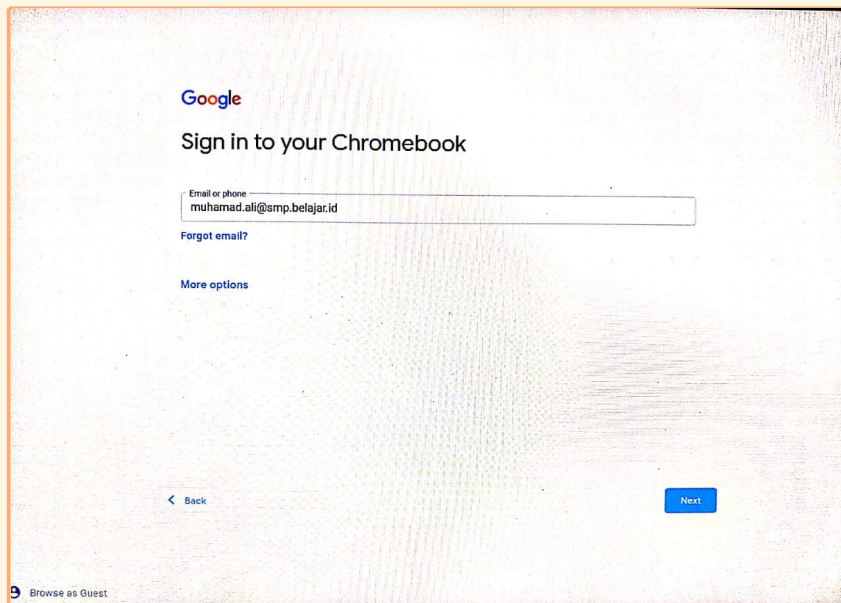 Google
Sign in to your Chromebook
Email or phone
muhamad.ali@smp.belajar.id
Forgot email?
More options
Back
Next
Browse as Guest